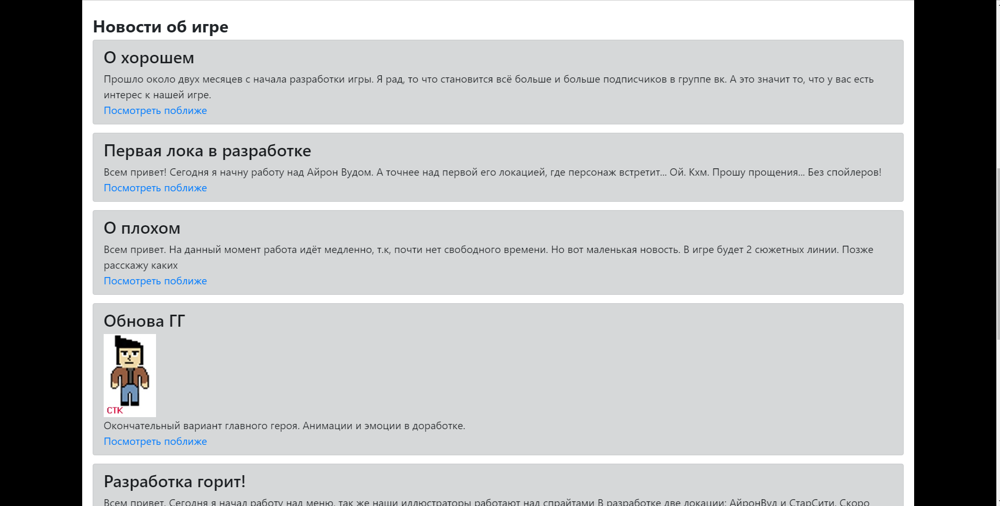 Новости об игре
О хорошем
Прошло около двух месяцев с начала разработки игры. Я рад, то что становится всё больше и больше подписчиков в группе вк. А это значит то, что у вас есть
интерес к нашей игре.
Посмотреть поближе
Первая лока в разработке
Всем привет! Сегодня я начну работу над Айрон Вудом. А точнее над первой его локацией, где персонаж встретит... Ой. Кхм. Прошу прощения... Без спойлеров!
Посмотреть поближе
О плохом
Всем привет. На данный момент работа идёт медленно, т.к, почти нет свободного времени. Но вот маленькая новость. В игре будет 2 сюжетных линии. Позже
расскажу каких
Посмотреть поближе
Обнова ГГ
СТК
Окончательный вариант главного героя. Анимации и эмоции в доработке.
Посмотреть поближе
Разработка горит!
Всем привет. Сегодня я начал работу над меню, так же наши иллюстраторы работают над спрайтами В разработке две локации: АйронВуд и СтарСити. Скоро